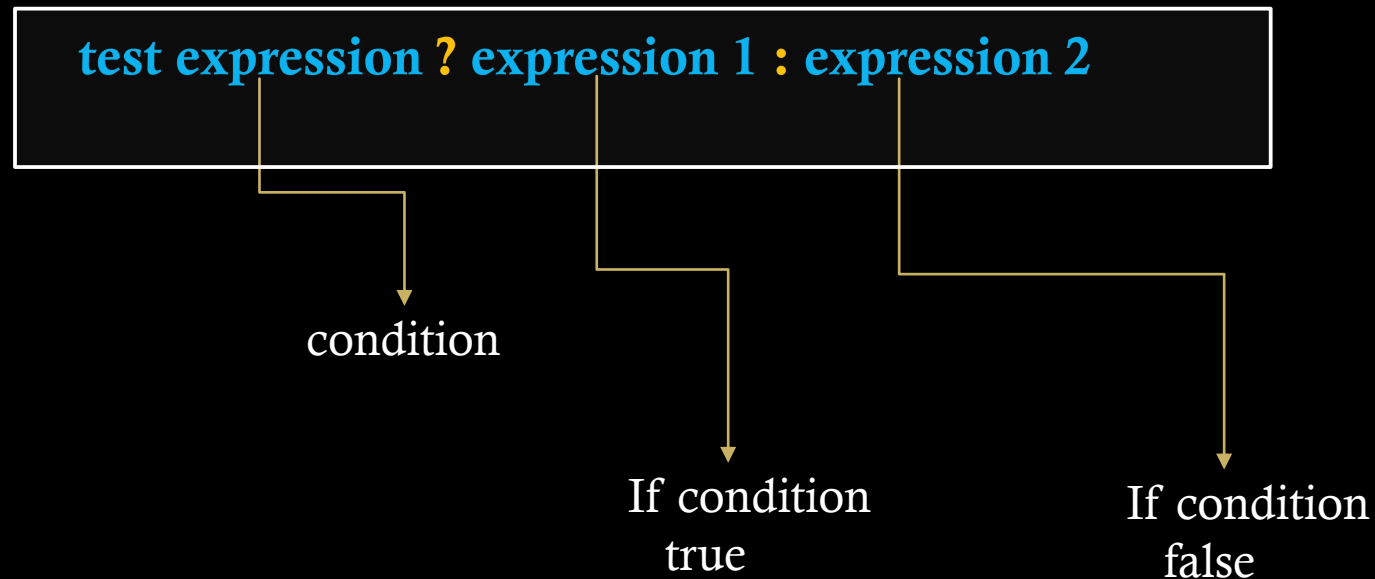 test expression ? expression 1 : expression 2
condition
If condition
true
If condition
false